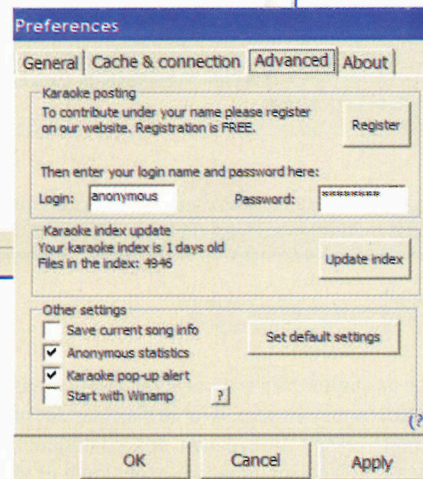 Preferences
General Cache & connection Advanced About
Karaoke posting
To contribute under your name please register
on our website. Registration is FREE.
Register
Then enter your login name and password here:
Login: anonymous Password: ********
Karaoke index update
Your karaoke index is 1 days old
Files in the index: 4946
Update index
Other settings
Save current song info
Set default settings
Anonymous statistics
Karaoke pop-up alert
Start with Winamp ?
(?
OK Cancel Apply